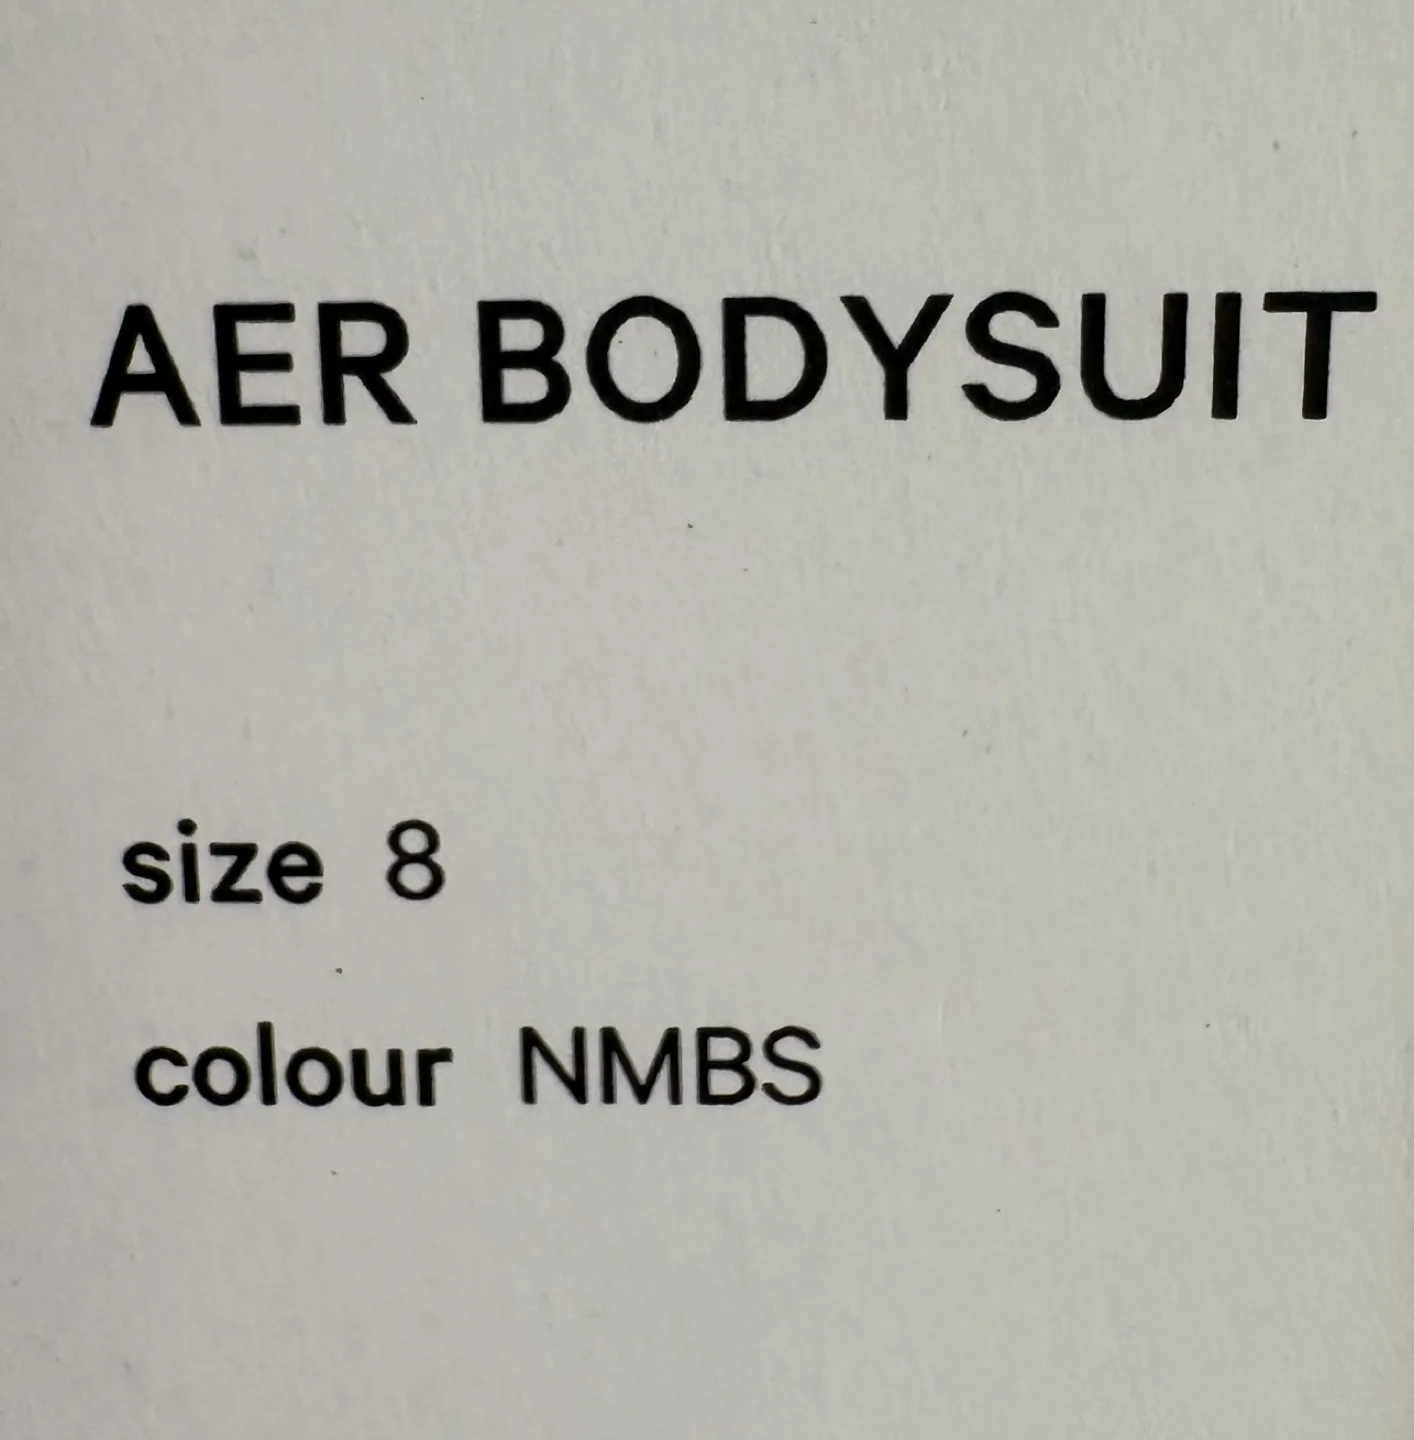 AER BODYSUIT
size 8
colour NMBS